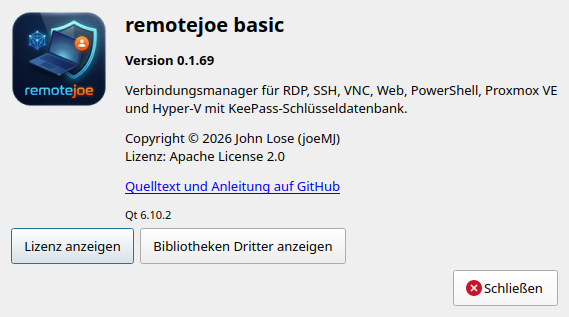 remotejoe
remotejoe basic
Version 0.1.69
Verbindungsmanager für RDP, SSH, VNC, Web, PowerShell, Proxmox VE
und Hyper-V mit KeePass-Schlüsseldatenbank.
Copyright © 2026 John Lose (joeMJ)
Lizenz: Apache License 2.0
Quelltext und Anleitung auf GitHub
Qt 6.10.2
Lizenz anzeigen
Bibliotheken Dritter anzeigen
Schließen